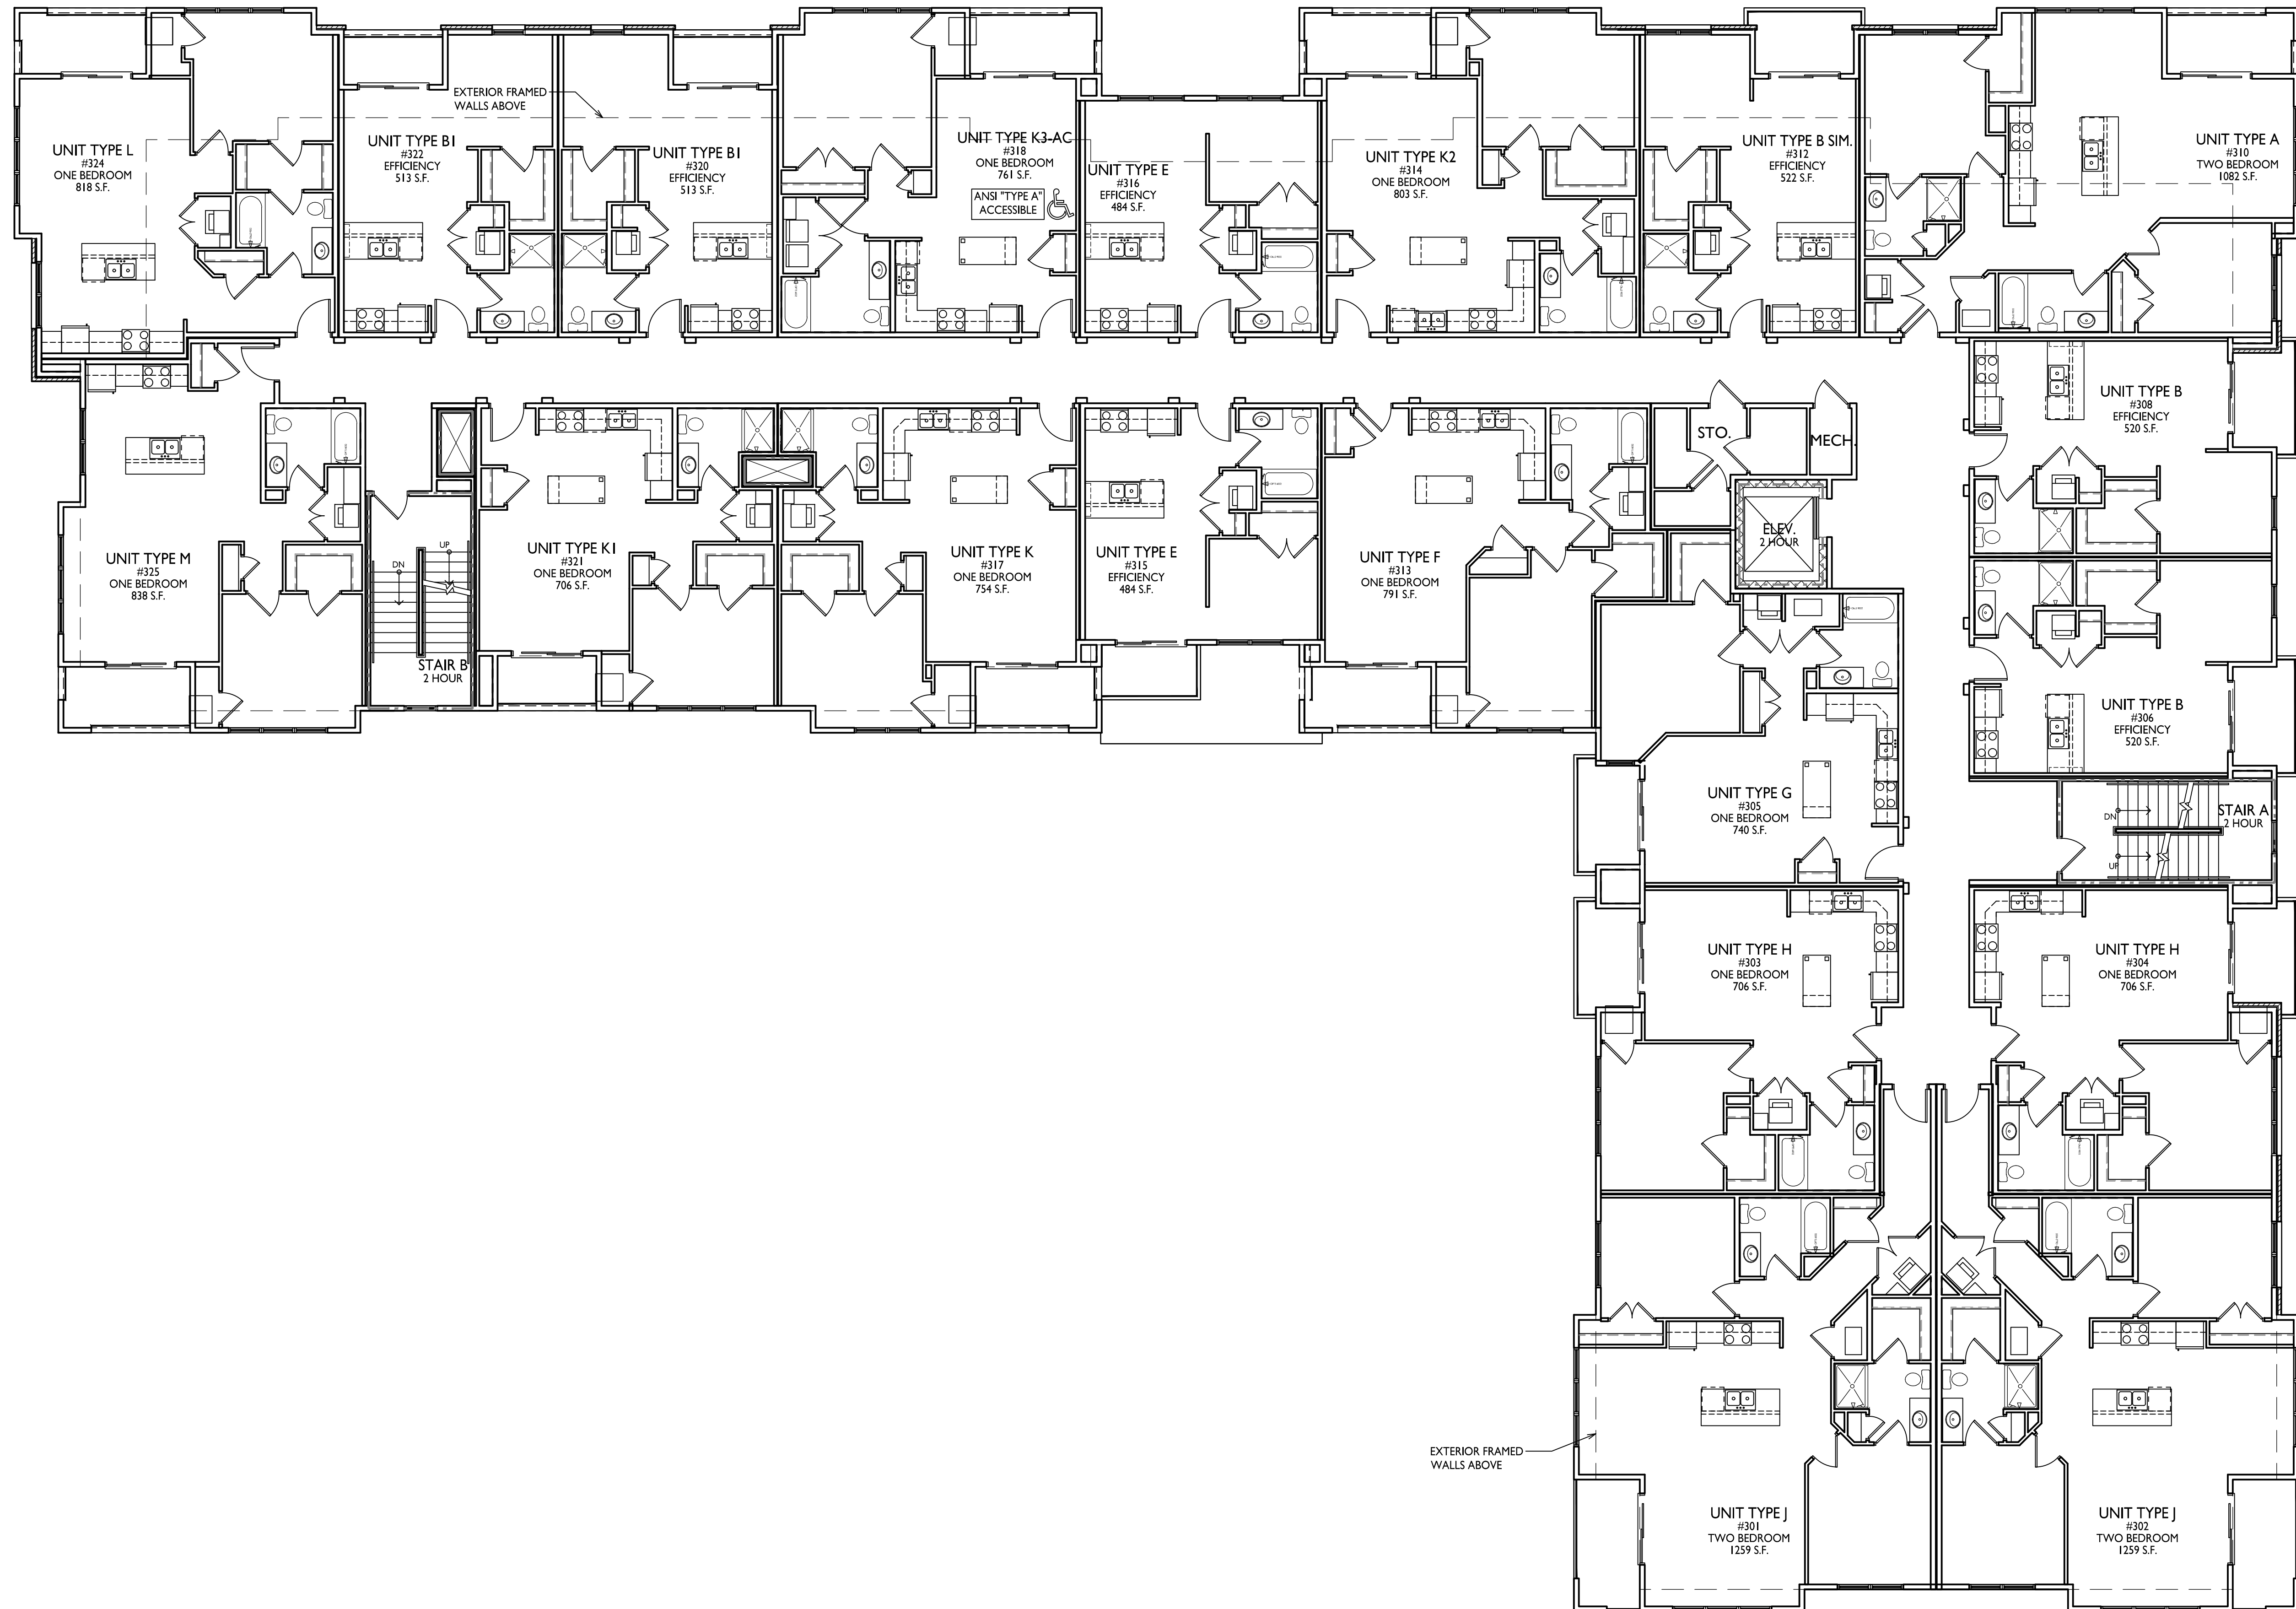 EXTERIOR FRAMED
WALLS ABOVE
UNIT TYPE L
#324
ONE BEDROOM
818 S.F.
UNIT TYPE B1
#322
EFFICIENCY
513 S.F.
UNIT TYPE B1
#320
EFFICIENCY
513 S.F.
UNIT TYPE K3-AC
#318
ONE BEDROOM
761 S.F.
ANSI "TYPE A"
ACCESSIBLE
UNIT TYPE E
#316
EFFICIENCY
484 S.F.
UNIT TYPE K2
#314
ONE BEDROOM
803 S.F.
UNIT TYPE B SIM.
#312
EFFICIENCY
522 S.F.
UNIT TYPE A
#310
TWO BEDROOM
1082 S.F.
UNIT TYPE B
#308
EFFICIENCY
520 S.F.
STO.
MECH.
ELEV.
2 HOUR
UNIT TYPE M
#325
ONE BEDROOM
838 S.F.
UP
DN
STAIR B
2 HOUR
UNIT TYPE K1
#321
ONE BEDROOM
706 S.F.
UNIT TYPE K
#317
ONE BEDROOM
754 S.F.
UNIT TYPE E
#315
EFFICIENCY
484 S.F.
UNIT TYPE F
#313
ONE BEDROOM
791 S.F.
UNIT TYPE B
#306
EFFICIENCY
520 S.F.
UNIT TYPE G
#305
ONE BEDROOM
740 S.F.
DN
UP
STAIR A
2 HOUR
UNIT TYPE H
#303
ONE BEDROOM
706 S.F.
UNIT TYPE H
#304
ONE BEDROOM
706 S.F.
EXTERIOR FRAMED
WALLS ABOVE
UNIT TYPE J
#301
TWO BEDROOM
1259 S.F.
UNIT TYPE J
#302
TWO BEDROOM
1259 S.F.